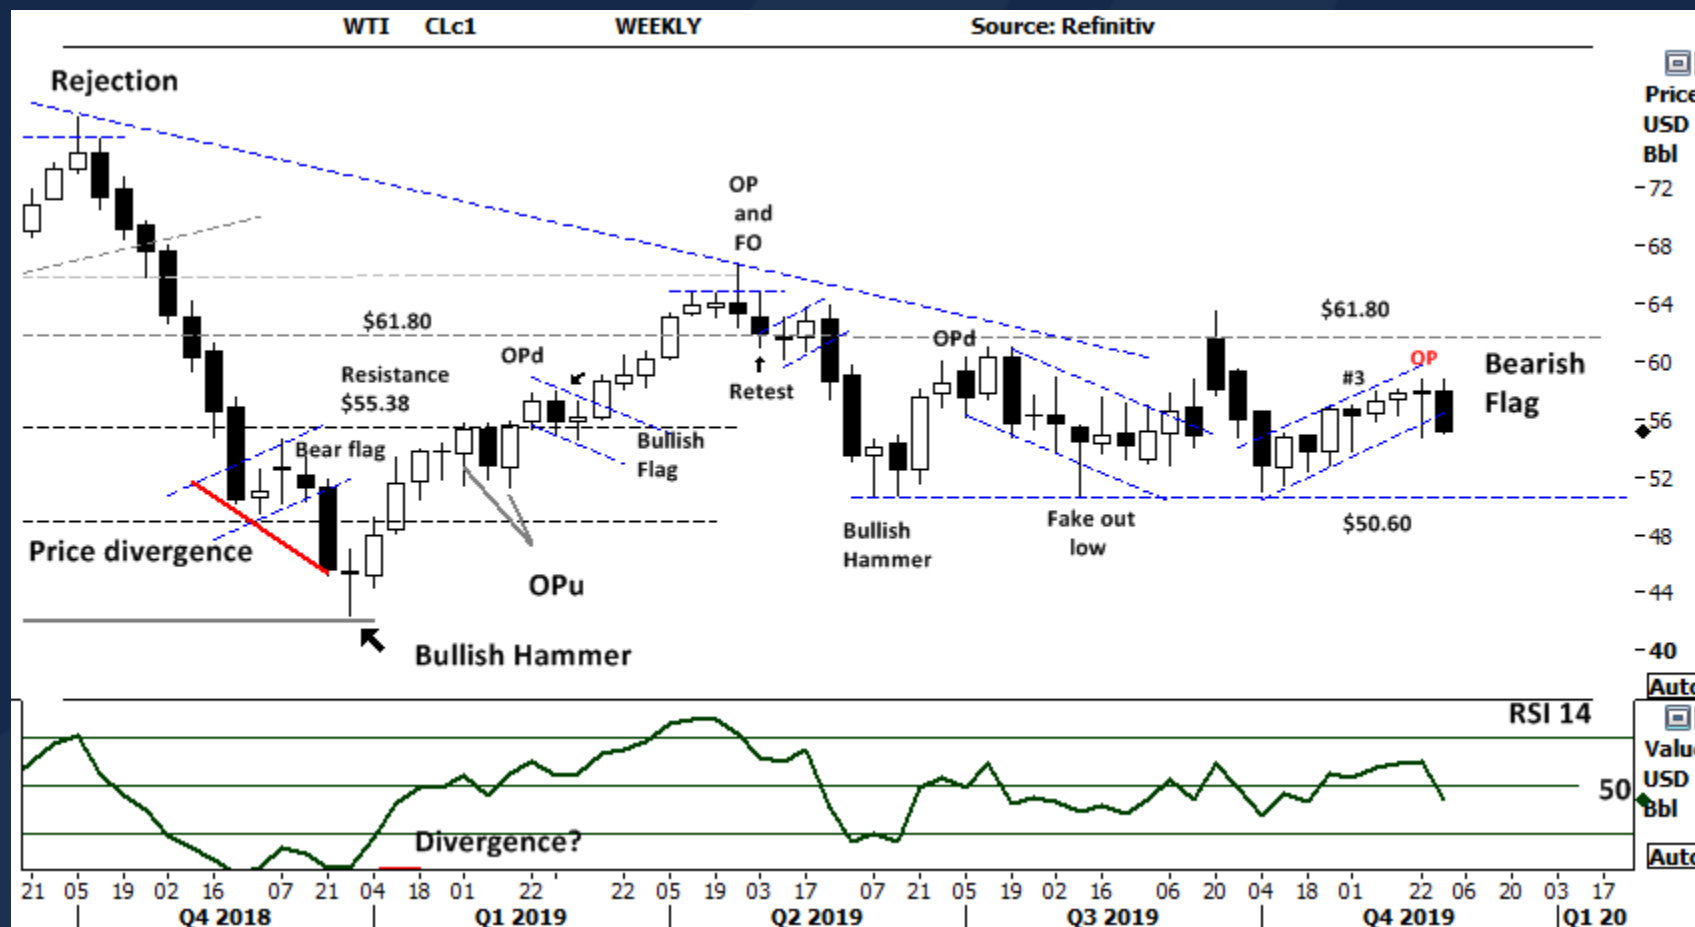 WTI CLc1 WEEKLY Source: Refinitiv
Rejection
Price
USD
Bbl
72
OP
and
FO
68
64
$61.80
$61.80
OPd
OPd
60
OP
Bearish
Flag
Resistance
$55.38
Retest
#3
56
Bear flag
Bullish
Flag
52
Price divergence
Bullish
Hammer
Fake out
low
$50.60
48
OPu
44
Bullish Hammer
40
Auto
RSI 14
Value
USD
Bbl
50
Divergence?
Auto
21 05 19 02 16 07 21 04 18 01 22 22 05 19 03 17 07 21 05 19 02 16 06 20 04 18 01 22 06 20 03 17
Q4 2018 Q1 2019 Q2 2019 Q3 2019 Q4 2019 Q1 20